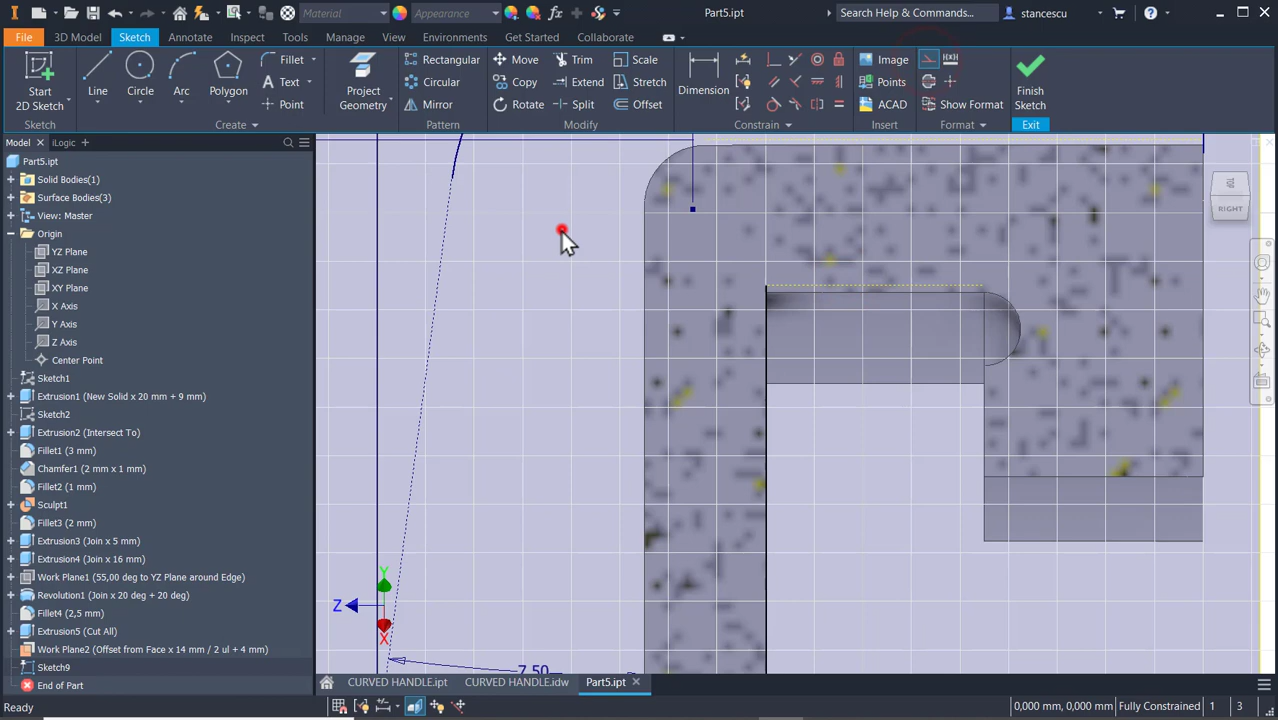 Material
Appearance
Part5.ipt
Search Help & Commands...
stancescu
File
3D Model
Sketch
Annotate
Inspect
Tools
Manage
View
Environments
Get Started
Collaborate
Start
2D Sketch
Line
Circle
Arc
Polygon
Fillet
Text
Point
Project
Geometry
Rectangular
Circular
Mirror
Move
Copy
Rotate
Trim
Extend
Split
Scale
Stretch
Offset
Dimension
Image
Points
ACAD
Show Format
Finish
Sketch
Sketch
Create
Pattern
Modify
Constrain
Insert
Format
Exit
Model
iLogic
Part5.ipt
Solid Bodies(1)
Surface Bodies(3)
View: Master
Origin
YZ Plane
XZ Plane
XY Plane
X Axis
Y Axis
Z Axis
Center Point
Sketch1
Extrusion1 (New Solid x 20 mm + 9 mm)
Sketch2
Extrusion2 (Intersect To)
Fillet1 (3 mm)
Chamfer1 (2 mm x 1 mm)
Fillet2 (1 mm)
Sculpt1
Fillet3 (2 mm)
Extrusion3 (Join x 5 mm)
Extrusion4 (Join x 16 mm)
Work Plane1 (55,00 deg to YZ Plane around Edge)
Revolution1 (Join x 20 deg + 20 deg)
Fillet4 (2,5 mm)
Extrusion5 (Cut All)
Work Plane2 (Offset from Face x 14 mm / 2 ul + 4 mm)
Sketch9
End of Part
RIGHT
Y
Z
X
7.50
CURVED HANDLE.ipt
CURVED HANDLE.idw
Part5.ipt
Ready
0,000 mm, 0,000 mm
Fully Constrained
1
3